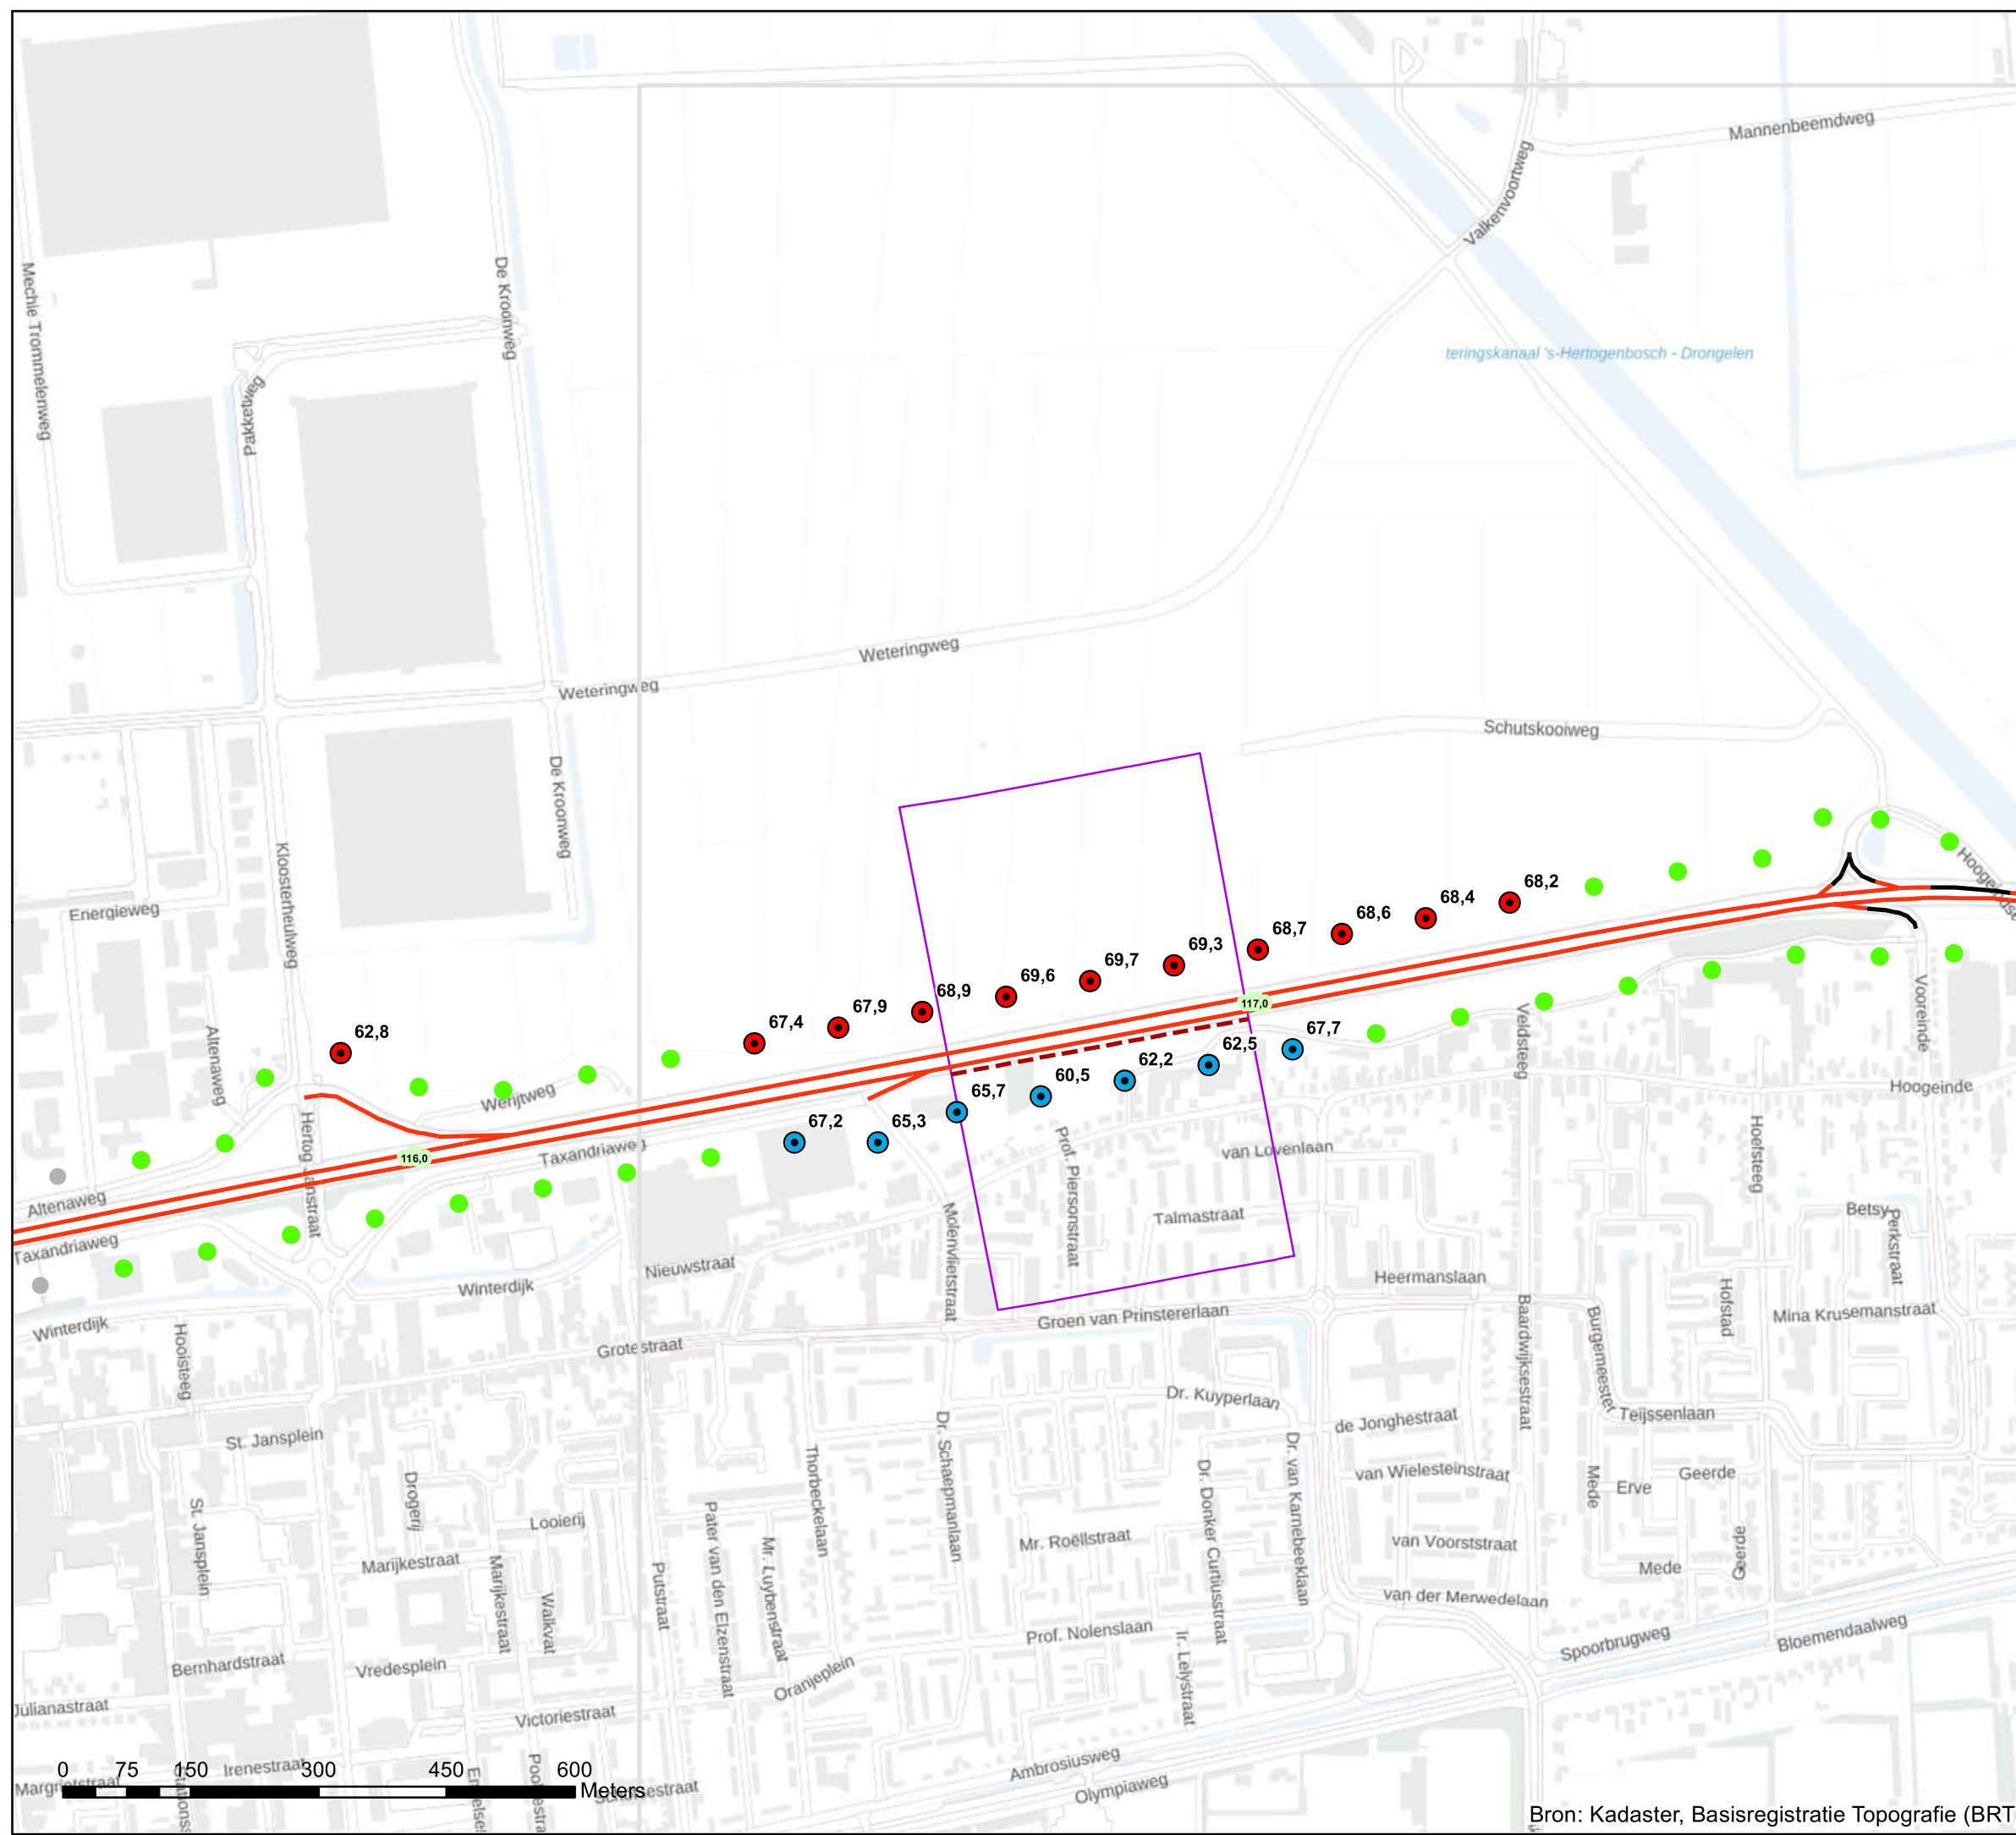 Mannenbeemdweg
Valkenvoortweg
Mechie Trommelenweg
De Kroonweg
teringskanaal 's-Hertogenbosch - Drongelen
Pakketweg
Weteringweg
Weteringweg
Schutskooiweg
De Kroonweg
Kloosterheulweg
Energieweg
68,2
68,4
68,6
68,7
69,3
69,7
69,6
68,9
67,9
67,4
62,8
117,0
67,7
62,5
62,2
60,5
65,7
65,3
67,2
116,0
Altenaweg
Werijtweg
Veldsteeg
Vooreinde
Hoogeinde
Hoefsteeg
Hertog Janstraat
Taxandriaweg
Prof. Piersonstraat
van Lovenlaan
Altenaweg
Taxandriaweg
Molenvlietstraat
Talmastraat
Betsy
Perkstraat
Nieuwstraat
Winterdijk
Heermanslaan
Hofstad
Mina Krusemanstraat
Winterdijk
Groen van Prinstererlaan
Baardwijksestraat
Burgemeester
Hooisteeg
Grotestraat
Dr. Kuyperlaan
de Jonghestraat
Teijssenlaan
St. Jansplein
Thorbeckelaan
Dr. Schaepmanlaan
Dr. Donker Curtiusstraat
Dr. van Karnebeeklaan
van Wielesteinstraat
Mede
Geerde
Erve
Drogerij
St. Jansplein
Looierij
Pater van den Elzenstraat
Mr. Luybenstraat
Mr. Roëllstraat
van Voorststraat
Mede
Geerde
Marijkestraat
Marijkestraat
Walkvat
Putstraat
van der Merwedelaan
Prof. Nolenslaan
Ir. Lelystraat
Spoorbrugweg
Bloemendaalweg
Bernhardstraat
Vredesplein
Oranjeplein
Julianastraat
Victoriestraat
Irenestraat
Ambrosiusweg
Olympiaweg
Margrietstraat
0 75 150 300 450 600
Meters
Bron: Kadaster, Basisregistratie Topografie (BRT